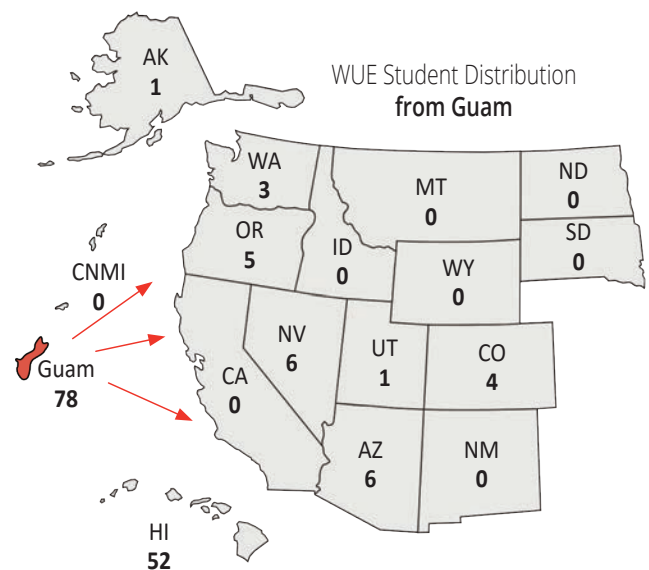 WUE Student Distribution
from Guam
AK
1
WA
3
MT
0
ND
0
OR
5
ID
0
SD
0
CNMI
0
WY
0
NV
6
UT
1
CO
4
Guam
78
CA
0
AZ
6
NM
0
HI
52